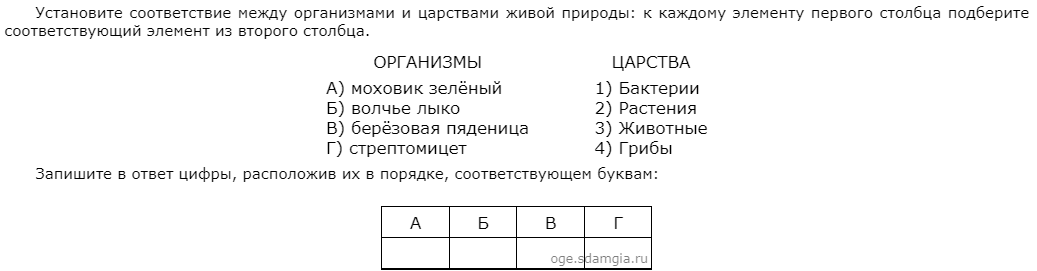 Установите соответствие между организмами и царствами живой природы: к каждому элементу первого столбца подберите
соответствующий элемент из второго столбца.
ОРГАНИЗМЫ ЦАРСТВА
А) моховик зелёный 1) Бактерии
Б) волчье лыко 2) Растения
В) берёзовая пяденица 3) Животные
Г) стрептомицет 4) Грибы
Запишите в ответ цифры, расположив их в порядке, соответствующем буквам:
А Б В Г
oge.sdamgia.ru